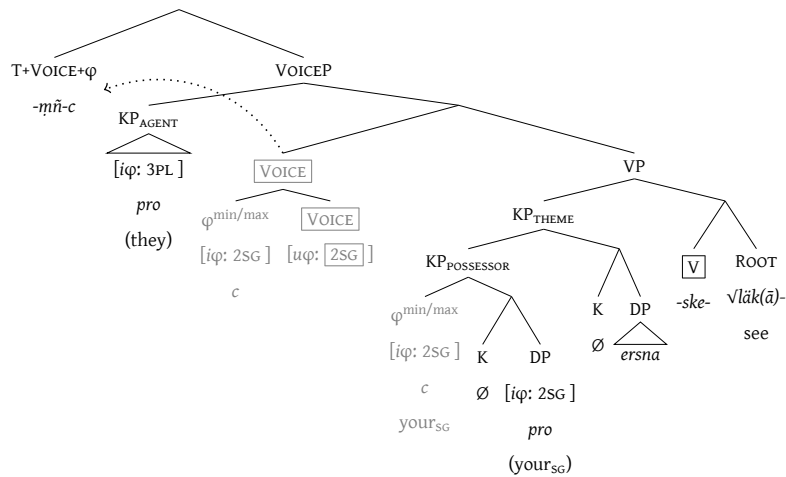 T+VOICE+φ VOICEP
-m̥ñ-c
KP_AGENT
[iφ: 3PL ] VOICE VP
pro φ^min/max VOICE KP_THEME
(they) [iφ: 2SG ] [uφ: 2SG ]
c KP_POSSESSOR V ROOT
φ^min/max K DP -ske- √läk(ā)-
[iφ: 2SG ] K DP Ø ersna see
c Ø [iφ: 2SG ]
your_SG pro
(your_SG)